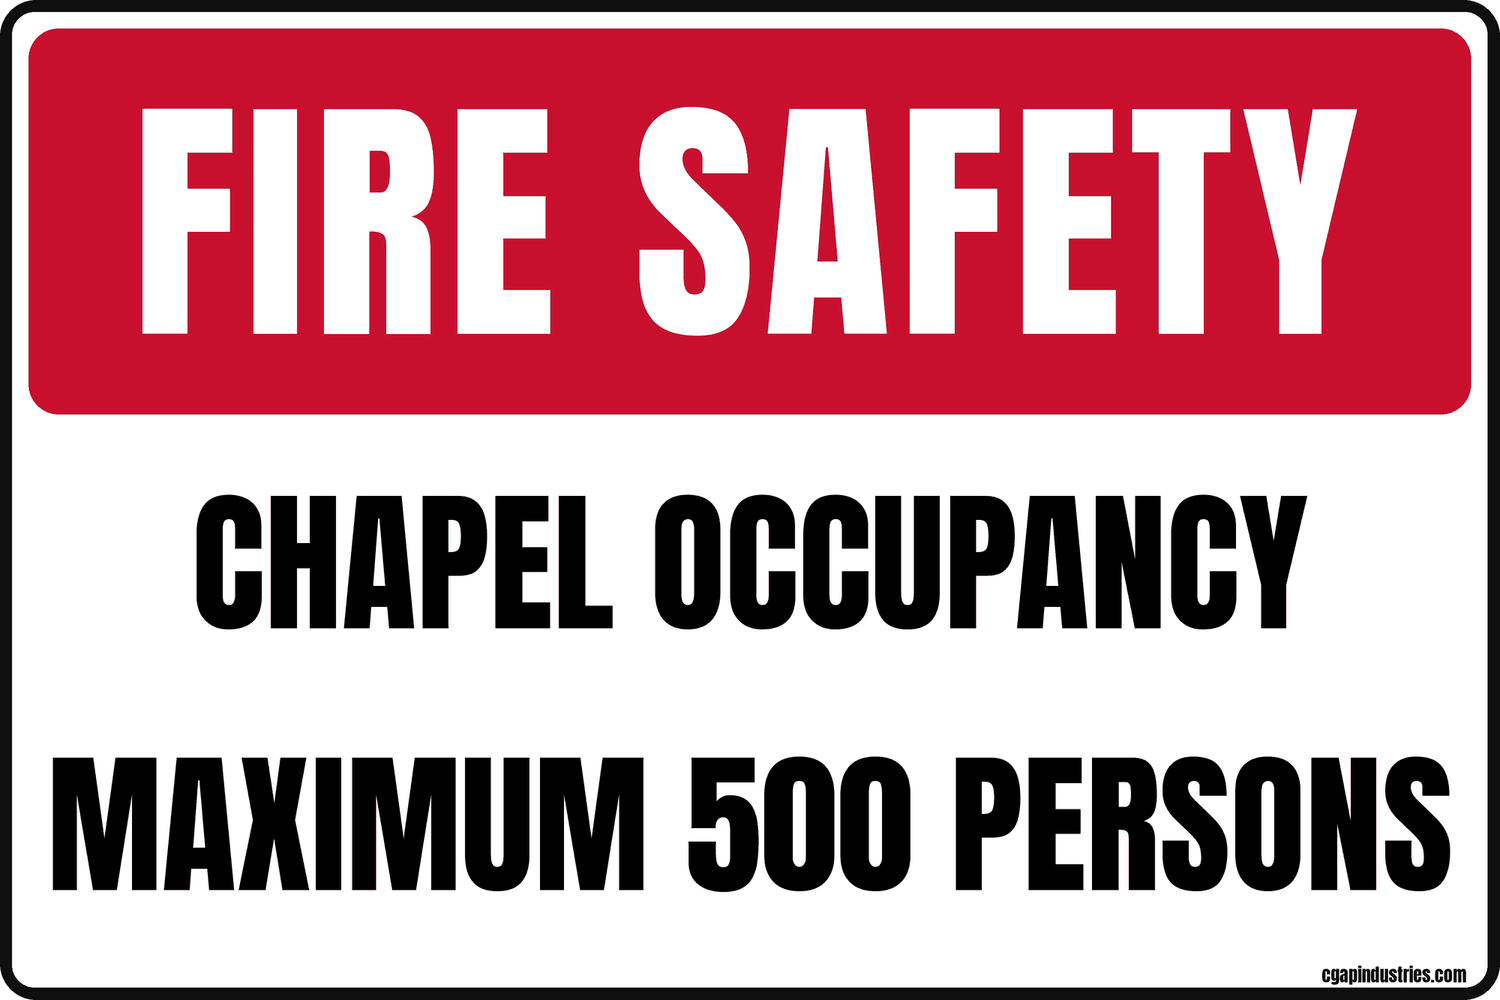 FIRE SAFETY
CHAPEL OCCUPANCY
MAXIMUM 500 PERSONS
cgapindustries.com